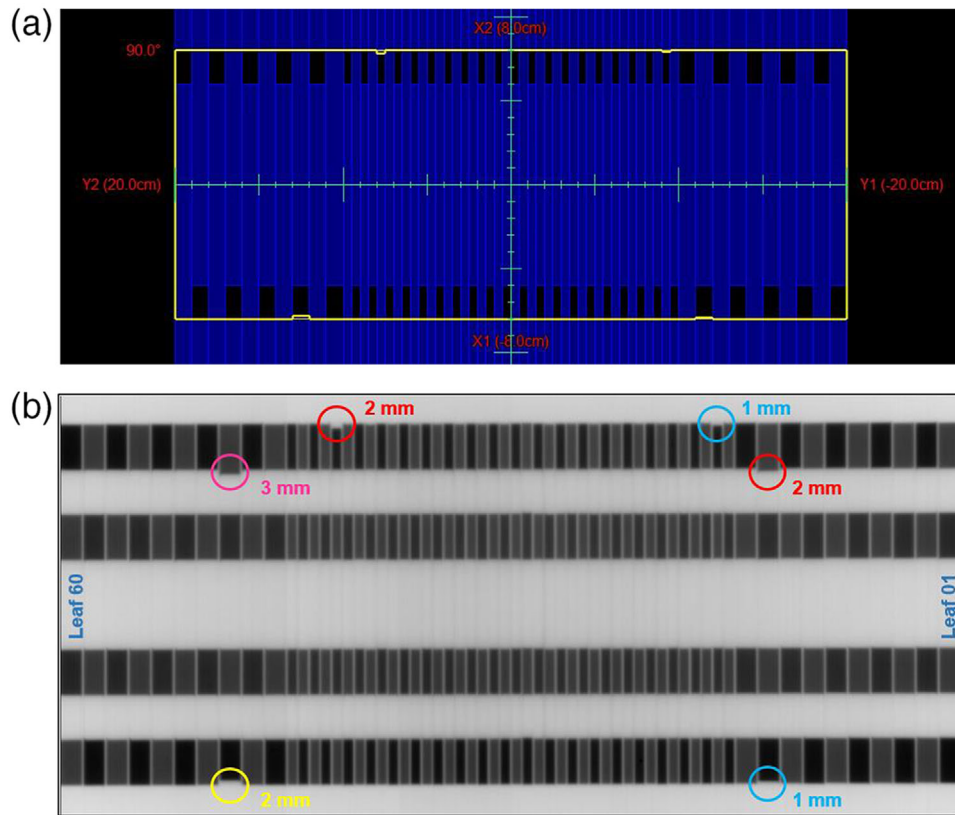 (a)
X2 (8.0cm)
90.0°
Y2 (20.0cm)
Y1 (-20.0cm)
X1 (-8.0cm)
(b)
2 mm
1 mm
3 mm
2 mm
Leaf 60
Leaf 01
2 mm
1 mm